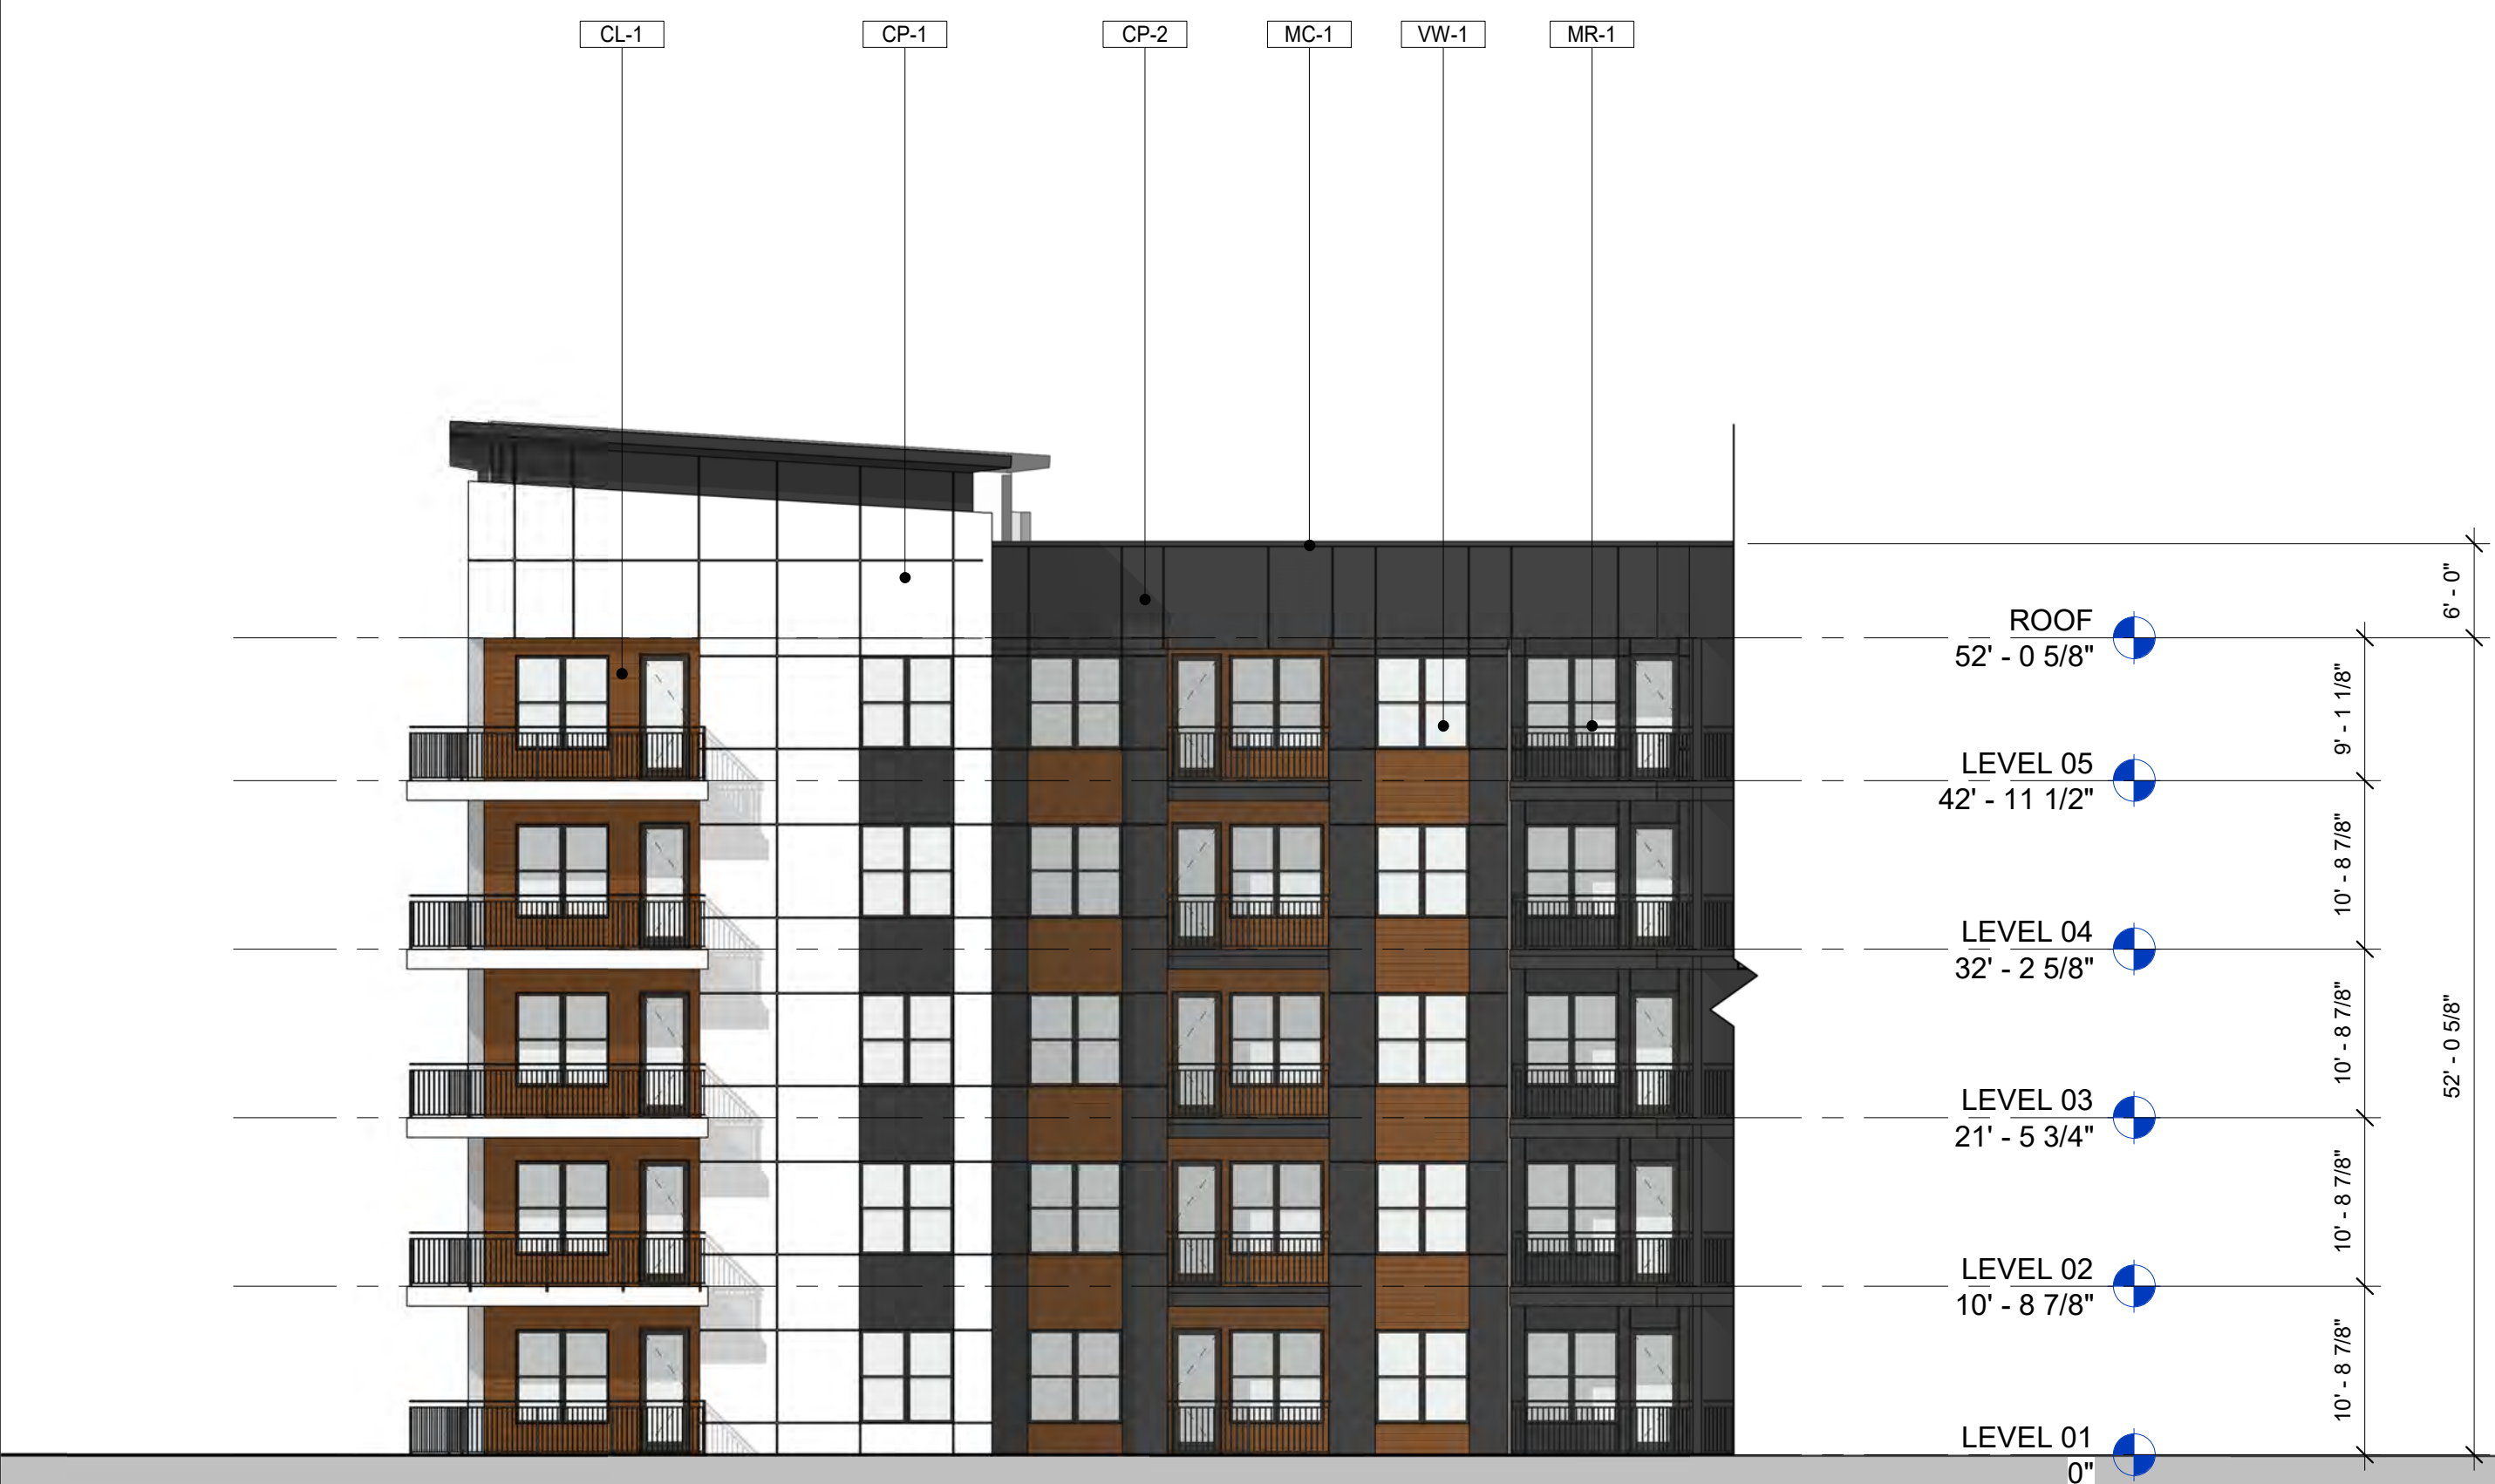 CL-1
CP-1
CP-2
MC-1
VW-1
MR-1
6' - 0"
ROOF
52' - 0 5/8"
9' - 1 1/8"
LEVEL 05
42' - 11 1/2"
10' - 8 7/8"
LEVEL 04
32' - 2 5/8"
10' - 8 7/8"
52' - 0 5/8"
LEVEL 03
21' - 5 3/4"
10' - 8 7/8"
LEVEL 02
10' - 8 7/8"
10' - 8 7/8"
LEVEL 01
0"